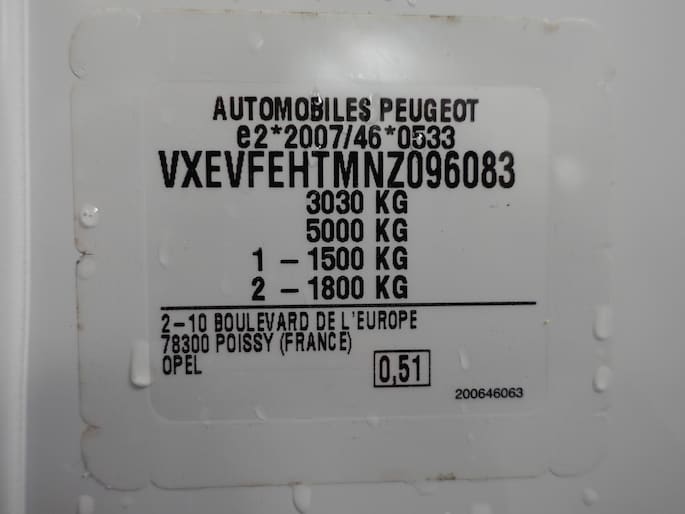 AUTOMOBILES PEUGEOT
e2*2007/46*0533
VXEVFEHTMNZ096083
3030 KG
5000 KG
1 – 1500 KG
2 – 1800 KG
2–10 BOULEVARD DE L'EUROPE
78300 POISSY (FRANCE)
OPEL
0,51
200646063